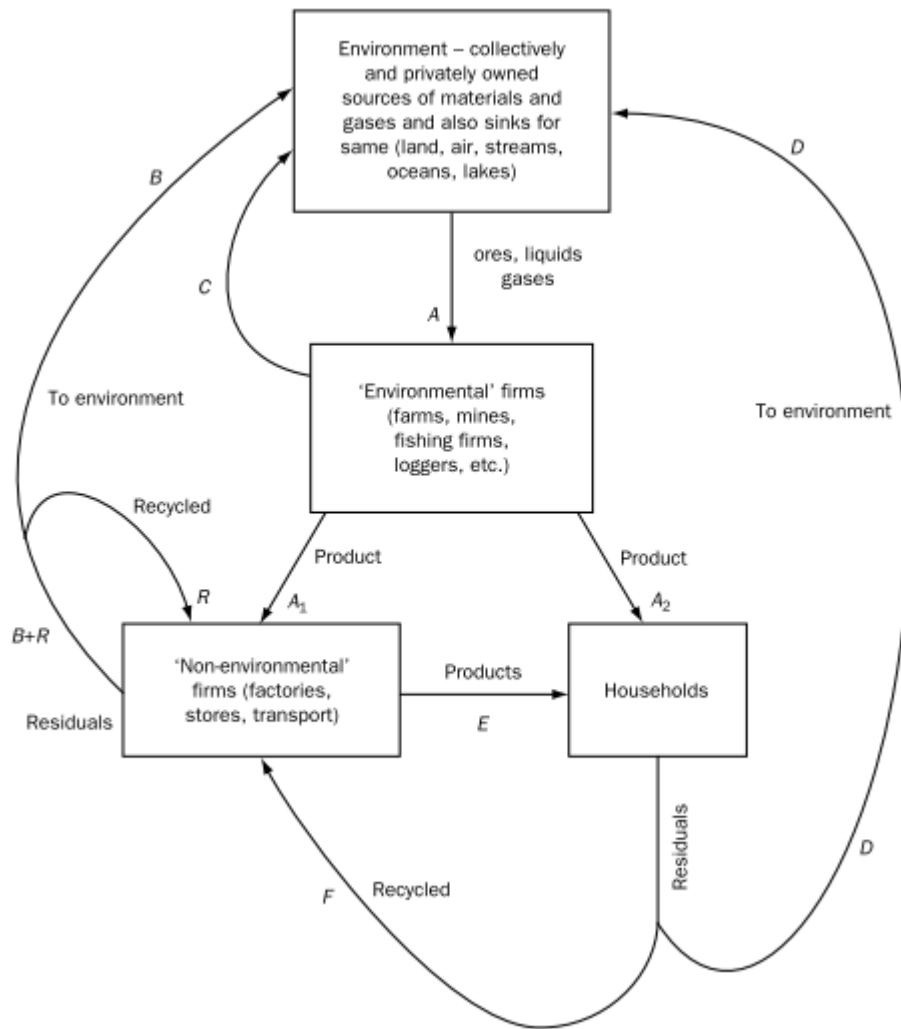 Environment – collectively
and privately owned
sources of materials and
gases and also sinks for
same (land, air, streams,
oceans, lakes)
B
D
C
ores, liquids
gases
A
To environment
To environment
‘Environmental’ firms
(farms, mines,
fishing firms,
loggers, etc.)
Recycled
Product
Product
R
A₁
A₂
B+R
‘Non-environmental’
firms (factories,
stores, transport)
Products
E
Households
Residuals
Residuals
D
F
Recycled